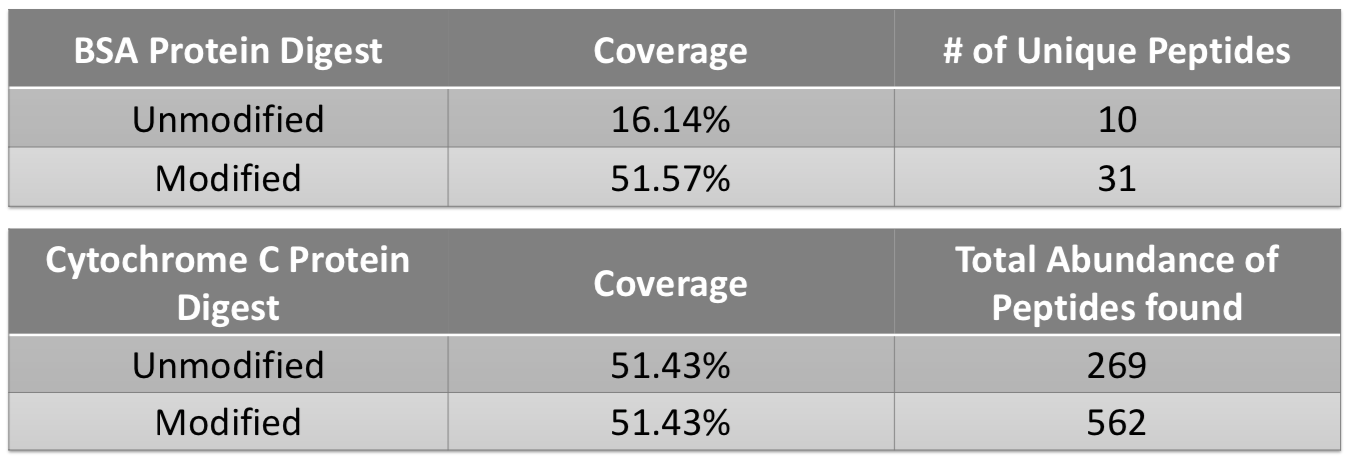 BSA Protein Digest Coverage # of Unique Peptides
Unmodified 16.14% 10
Modified 51.57% 31
Cytochrome C Protein Digest Coverage Total Abundance of Peptides found
Unmodified 51.43% 269
Modified 51.43% 562